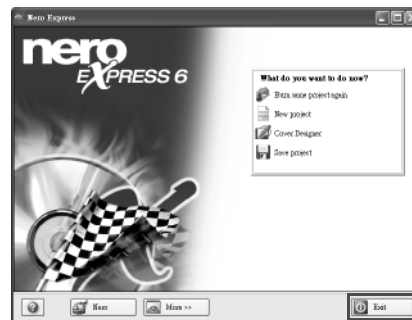 Nero Express
nero
EXPRESS 6
What do you want to do now?
Burn same project again
New project
Cover Designer
Save project
Nero
More >>
Exit